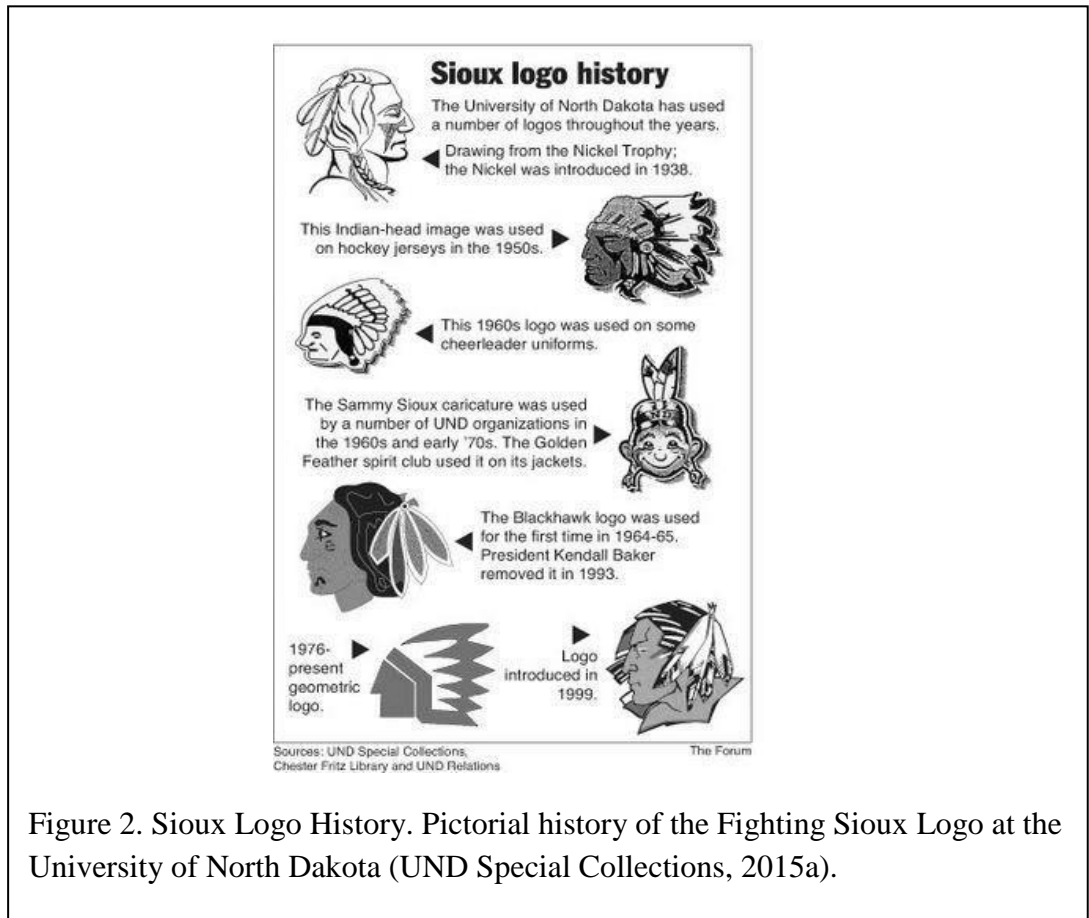 Sioux logo history
The University of North Dakota has used
a number of logos throughout the years.
Drawing from the Nickel Trophy;
the Nickel was introduced in 1938.
This Indian-head image was used
on hockey jerseys in the 1950s.
This 1960s logo was used on some
cheerleader uniforms.
The Sammy Sioux caricature was used
by a number of UND organizations in
the 1960s and early '70s. The Golden
Feather spirit club used it on its jackets.
ND
The Blackhawk logo was used
for the first time in 1964-65.
President Kendall Baker
removed it in 1993.
1976-
present
geometric
logo.
Logo
introduced in
1999.
Sources: UND Special Collections,
Chester Fritz Library and UND Relations
The Forum
Figure 2. Sioux Logo History. Pictorial history of the Fighting Sioux Logo at the
University of North Dakota (UND Special Collections, 2015a).